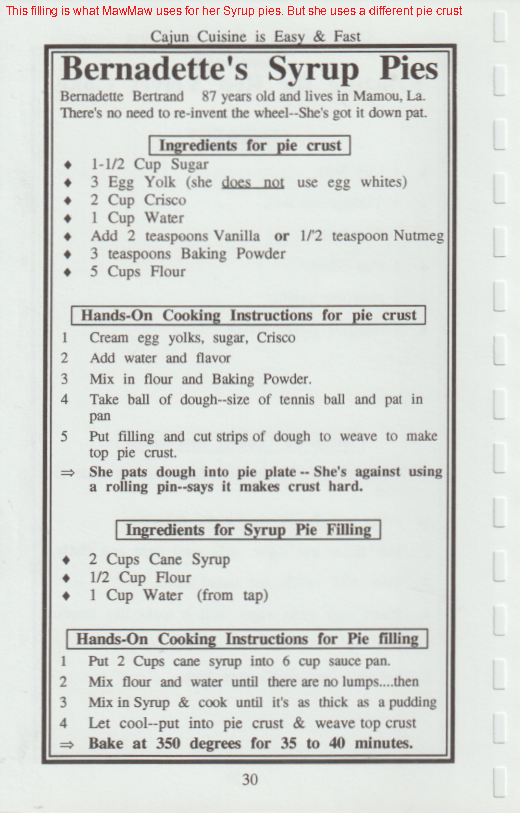 This filling is what MawMaw uses for her Syrup pies. But she uses a different pie crust
Cajun Cuisine is Easy & Fast
Bernadette's Syrup Pies
Bernadette Bertrand 87 years old and lives in Mamou, La.
There's no need to re-invent the wheel--She's got it down pat.
Ingredients for pie crust
♦ 1-1/2 Cup Sugar
♦ 3 Egg Yolk (she does not use egg whites)
♦ 2 Cup Crisco
♦ 1 Cup Water
♦ Add 2 teaspoons Vanilla or 1/2 teaspoon Nutmeg
♦ 3 teaspoons Baking Powder
♦ 5 Cups Flour
Hands-On Cooking Instructions for pie crust
1 Cream egg yolks, sugar, Crisco
2 Add water and flavor
3 Mix in flour and Baking Powder.
4 Take ball of dough--size of tennis ball and pat in
pan
5 Put filling and cut strips of dough to weave to make
top pie crust.
⇒ She pats dough into pie plate -- She's against using
a rolling pin--says it makes crust hard.
Ingredients for Syrup Pie Filling
♦ 2 Cups Cane Syrup
♦ 1/2 Cup Flour
♦ 1 Cup Water (from tap)
Hands-On Cooking Instructions for Pie filling
1 Put 2 Cups cane syrup into 6 cup sauce pan.
2 Mix flour and water until there are no lumps....then
3 Mix in Syrup & cook until it's as thick as a pudding
4 Let cool--put into pie crust & weave top crust
⇒ Bake at 350 degrees for 35 to 40 minutes.
30